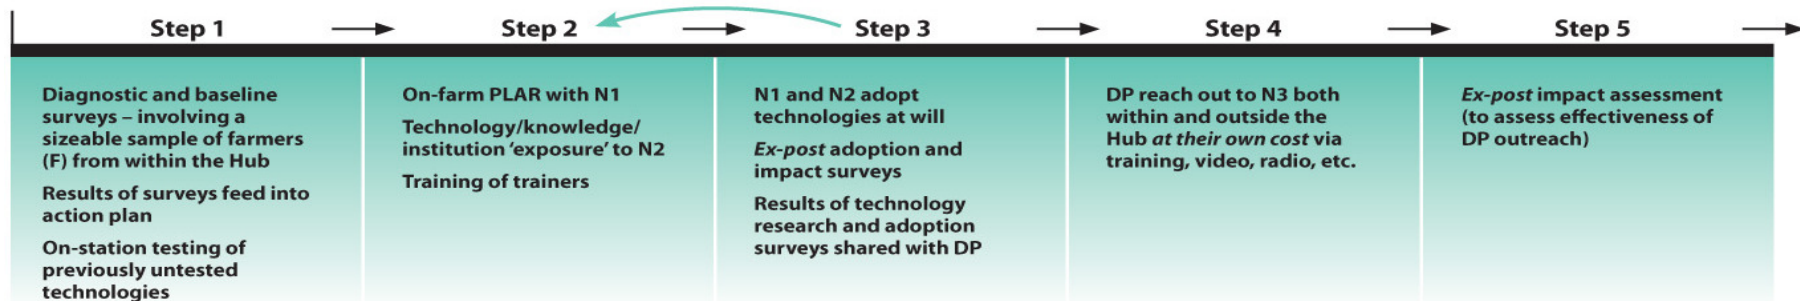 Step 1
Step 2
Step 3
Step 4
Step 5
Diagnostic and baseline
surveys – involving a
sizeable sample of farmers
(F) from within the Hub
Results of surveys feed into
action plan
On-station testing of
previously untested
technologies
On-farm PLAR with N1
Technology/knowledge/
institution ‘exposure’ to N2
Training of trainers
N1 and N2 adopt
technologies at will
Ex-post adoption and
impact surveys
Results of technology
research and adoption
surveys shared with DP
DP reach out to N3 both
within and outside the
Hub at their own cost via
training, video, radio, etc.
Ex-post impact assessment
(to assess effectiveness of
DP outreach)